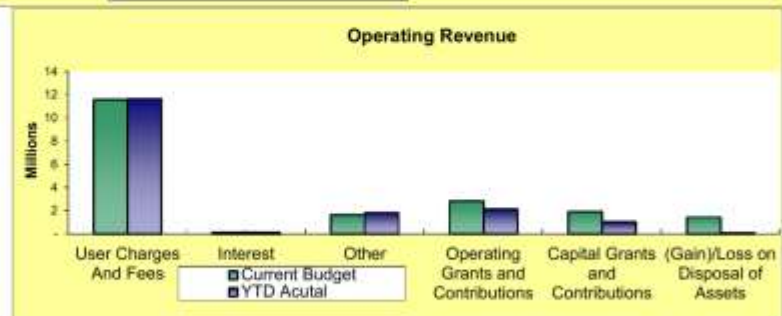 Operating Revenue
14
12
10
8
6
4
2
-
Millions
User Charges And Fees
Interest
Other
Operating Grants and Contributions
Capital Grants and Contributions
(Gain)/Loss on Disposal of Assets
Current Budget
YTD Acutal